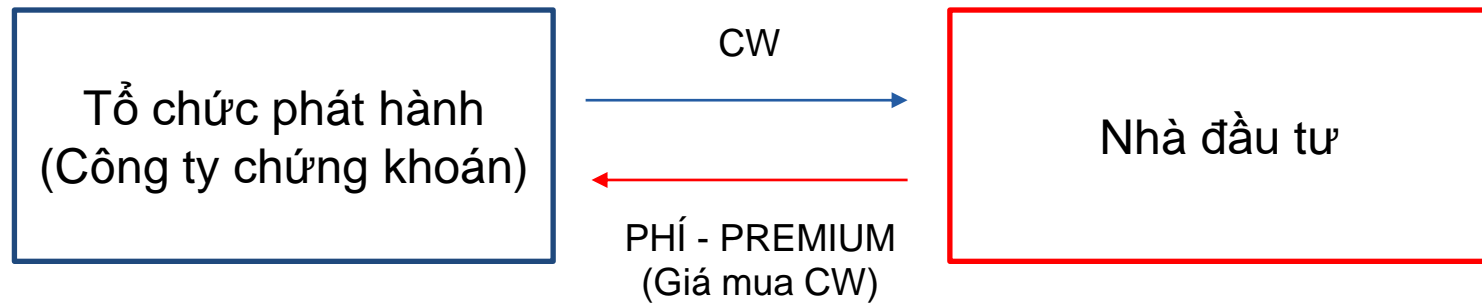 Tổ chức phát hành
(Công ty chứng khoán)
CW
PHÍ - PREMIUM
(Giá mua CW)
Nhà đầu tư